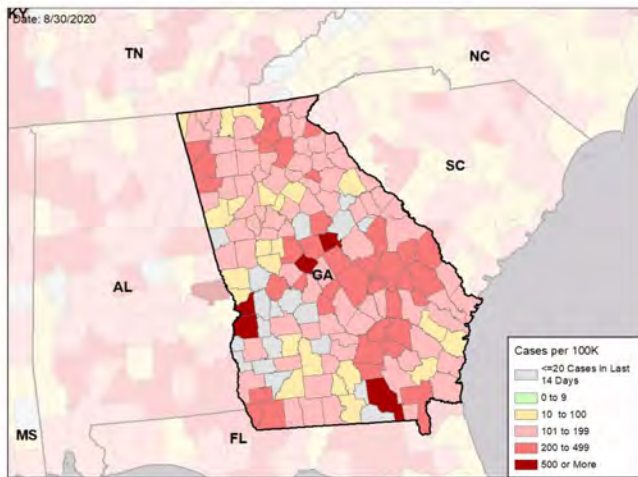 KY
Date: 8/30/2020
TN
NC
SC
AL
GA
MS
FL
Cases per 100K
<=20 Cases in Last
14 Days
0 to 9
10 to 100
101 to 199
200 to 499
500 or More